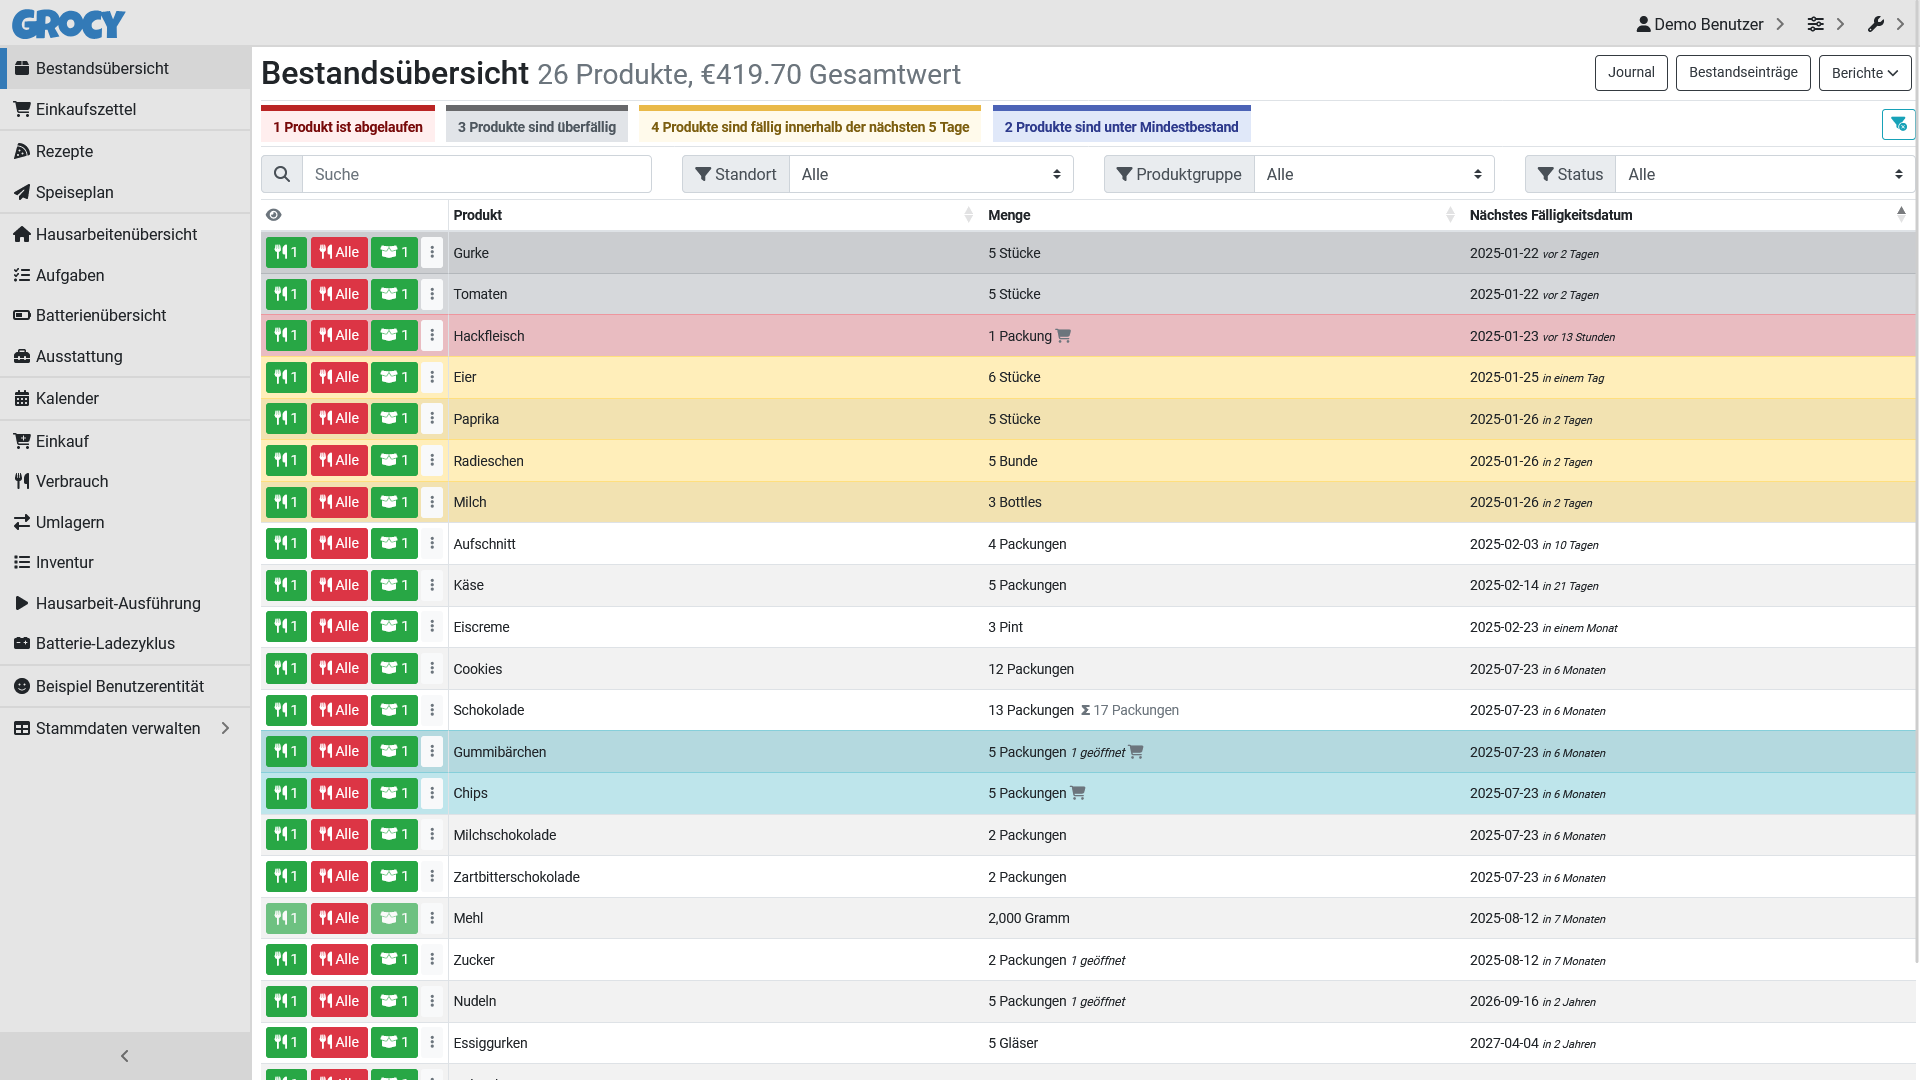 GROCY
Demo Benutzer
Bestandsübersicht
Einkaufszettel
Rezepte
Speiseplan
Hausarbeitenübersicht
Aufgaben
Batterienübersicht
Ausstattung
Kalender
Einkauf
Verbrauch
Umlagern
Inventur
Hausarbeit-Ausführung
Batterie-Ladezyklus
Beispiel Benutzerentität
Stammdaten verwalten
Bestandsübersicht 26 Produkte, €419.70 Gesamtwert
Journal Bestandseinträge Berichte
1 Produkt ist abgelaufen 3 Produkte sind überfällig 4 Produkte sind fällig innerhalb der nächsten 5 Tage 2 Produkte sind unter Mindestbestand
Suche Standort Alle Produktgruppe Alle Status Alle
Produkt Menge Nächstes Fälligkeitsdatum
1 Alle 1 Gurke 5 Stücke 2025-01-22 vor 2 Tagen
1 Alle 1 Tomaten 5 Stücke 2025-01-22 vor 2 Tagen
1 Alle 1 Hackfleisch 1 Packung 2025-01-23 vor 13 Stunden
1 Alle 1 Eier 6 Stücke 2025-01-25 in einem Tag
1 Alle 1 Paprika 5 Stücke 2025-01-26 in 2 Tagen
1 Alle 1 Radieschen 5 Bunde 2025-01-26 in 2 Tagen
1 Alle 1 Milch 3 Bottles 2025-01-26 in 2 Tagen
1 Alle 1 Aufschnitt 4 Packungen 2025-02-03 in 10 Tagen
1 Alle 1 Käse 5 Packungen 2025-02-14 in 21 Tagen
1 Alle 1 Eiscreme 3 Pint 2025-02-23 in einem Monat
1 Alle 1 Cookies 12 Packungen 2025-07-23 in 6 Monaten
1 Alle 1 Schokolade 13 Packungen Σ 17 Packungen 2025-07-23 in 6 Monaten
1 Alle 1 Gummibärchen 5 Packungen 1 geöffnet 2025-07-23 in 6 Monaten
1 Alle 1 Chips 5 Packungen 2025-07-23 in 6 Monaten
1 Alle 1 Milchschokolade 2 Packungen 2025-07-23 in 6 Monaten
1 Alle 1 Zartbitterschokolade 2 Packungen 2025-07-23 in 6 Monaten
1 Alle 1 Mehl 2,000 Gramm 2025-08-12 in 7 Monaten
1 Alle 1 Zucker 2 Packungen 1 geöffnet 2025-08-12 in 7 Monaten
1 Alle 1 Nudeln 5 Packungen 1 geöffnet 2026-09-16 in 2 Jahren
1 Alle 1 Essiggurken 5 Gläser 2027-04-04 in 2 Jahren